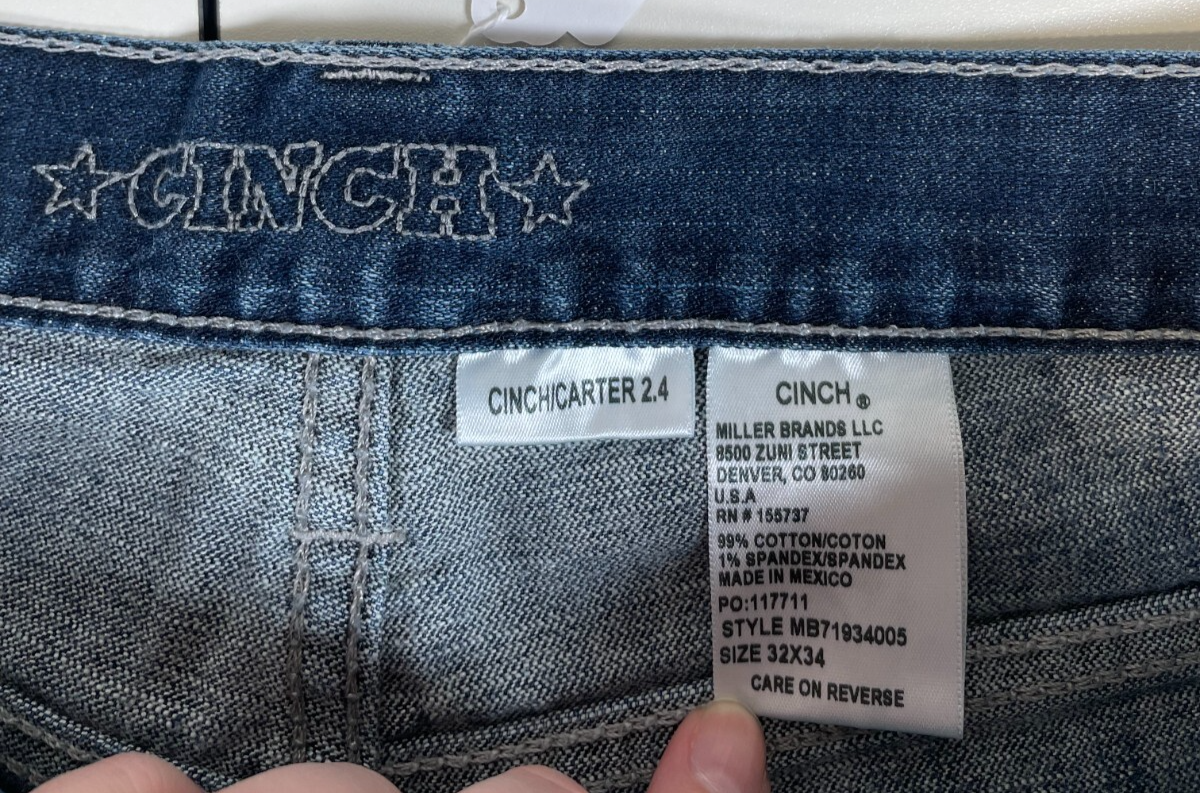 CINCH
CINCH/CARTER 2.4
CINCH®
MILLER BRANDS LLC
8500 ZUNI STREET
DENVER, CO 80260
U.S.A
RN # 155737
99% COTTON/COTON
1% SPANDEX/SPANDEX
MADE IN MEXICO
PO:117711
STYLE MB71934005
SIZE 32X34
CARE ON REVERSE